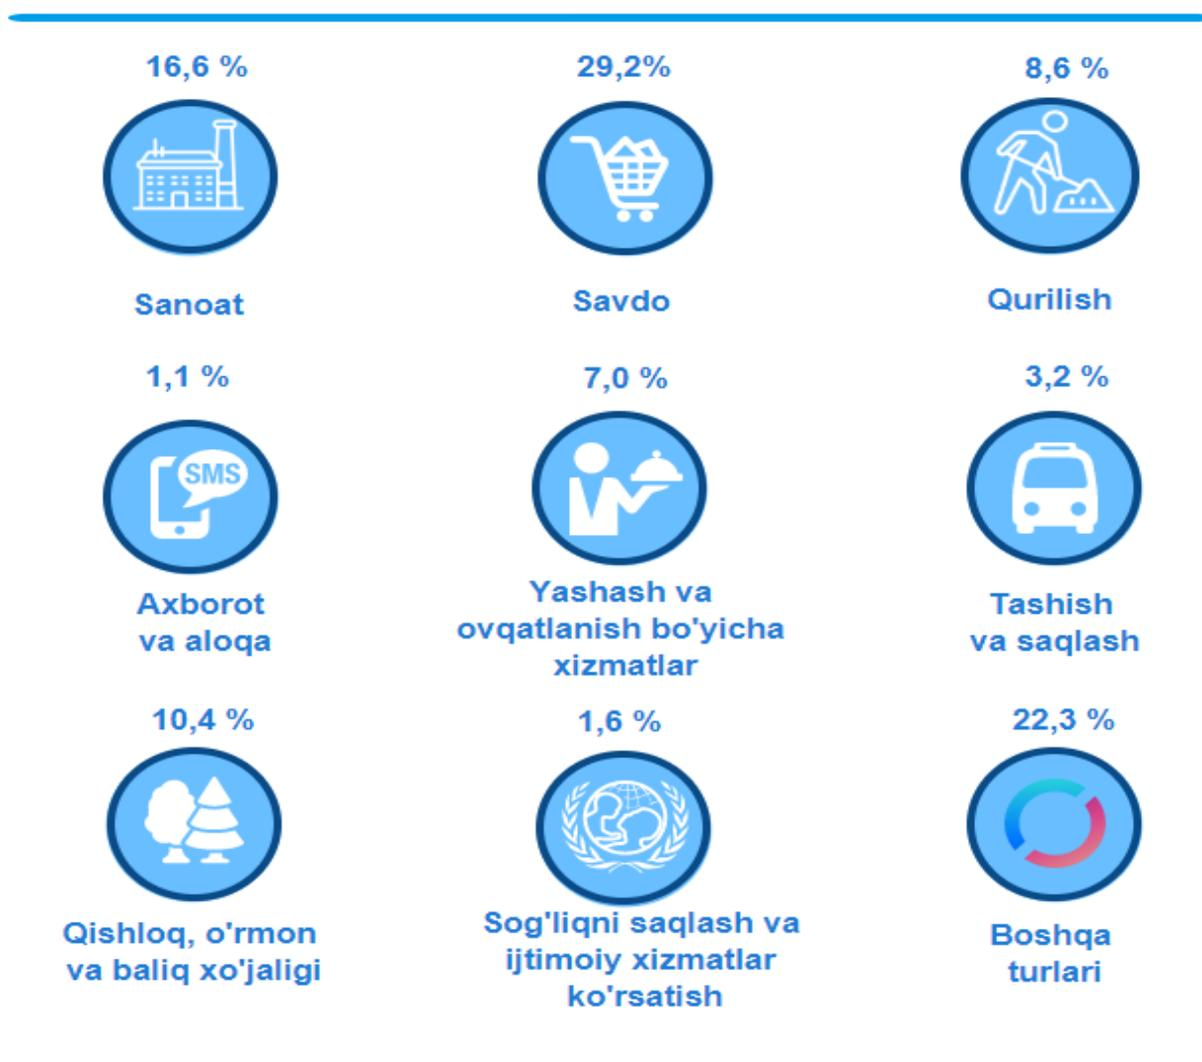 16,6 %
29,2%
8,6 %
Sanoat
Savdo
Qurilish
1,1 %
7,0 %
3,2 %
SMS
Axborot
va aloqa
Yashash va
ovqatlanish bo'yicha
xizmatlar
Tashish
va saqlash
10,4 %
1,6 %
22,3 %
Qishloq, o'rmon
va baliq xo'jaligi
Sog'liqni saqlash va
ijtimoiy xizmatlar
ko'rsatish
Boshqa
turlari